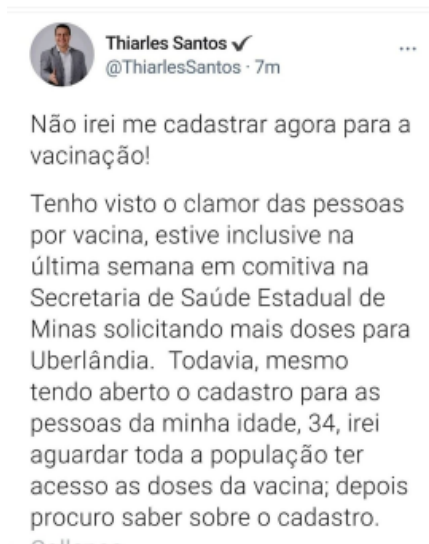 Thiarles Santos ✔
@ThiarlesSantos · 7m
Não irei me cadastrar agora para a
vacinação!
Tenho visto o clamor das pessoas
por vacina, estive inclusive na
última semana em comitiva na
Secretaria de Saúde Estadual de
Minas solicitando mais doses para
Uberlândia. Todavia, mesmo
tendo aberto o cadastro para as
pessoas da minha idade, 34, irei
aguardar toda a população ter
acesso as doses da vacina; depois
procuro saber sobre o cadastro.